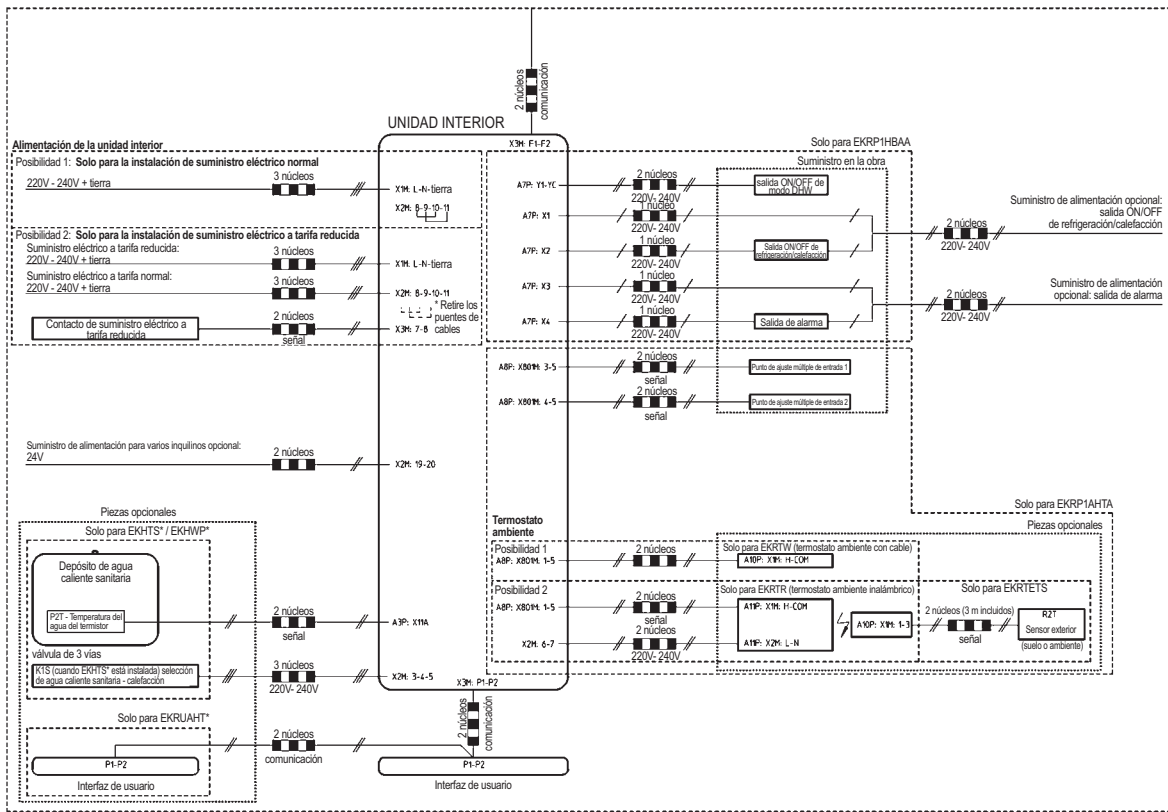 2 núcleos
comunicación
UNIDAD INTERIOR
X3M: F1-F2
Alimentación de la unidad interior
Posibilidad 1: Solo para la instalación de suministro eléctrico normal
220V - 240V + tierra
3 núcleos
X1M: L-N-tierra
X2M: 8-9-10-11
Posibilidad 2: Solo para la instalación de suministro eléctrico a tarifa reducida
Suministro eléctrico a tarifa reducida:
220V - 240V + tierra
3 núcleos
X1M: L-N-tierra
Suministro eléctrico a tarifa normal:
220V - 240V + tierra
3 núcleos
X2M: 8-9-10-11
* Retire los
puentes de
cables
Contacto de suministro eléctrico a
tarifa reducida
2 núcleos
señal
X3M: 7-8
Suministro de alimentación para varios inquilinos opcional:
24V
2 núcleos
X2M: 19-20
Piezas opcionales
Solo para EKHTS* / EKHWP*
Depósito de agua
caliente sanitaria
P2T - Temperatura del
agua del termistor
2 núcleos
señal
A3P: X11A
válvula de 3 vías
K1S (cuando EKHTS* está instalada) selección
de agua caliente sanitaria - calefacción
3 núcleos
220V- 240V
X2M: 3-4-5
Solo para EKRUAHT*
P1-P2
Interfaz de usuario
2 núcleos
comunicación
X3M: P1-P2
2 núcleos
comunicación
P1-P2
Interfaz de usuario
Solo para EKRP1HBAA
Suministro en la obra
A7P: Y1-YC
2 núcleos
220V- 240V
salida ON/OFF de
modo DHW
A7P: X1
1 núcleo
220V- 240V
A7P: X2
1 núcleo
220V- 240V
Salida ON/OFF de
refrigeración/calefacción
2 núcleos
220V- 240V
Suministro de alimentación opcional:
salida ON/OFF
de refrigeración/calefacción
A7P: X3
1 núcleo
220V- 240V
A7P: X4
1 núcleo
220V- 240V
Salida de alarma
2 núcleos
220V- 240V
Suministro de alimentación
opcional: salida de alarma
A8P: X801M: 3-5
2 núcleos
señal
Punto de ajuste múltiple de entrada 1
A8P: X801M: 4-5
2 núcleos
señal
Punto de ajuste múltiple de entrada 2
Solo para EKRP1AHTA
Piezas opcionales
Termostato
ambiente
Posibilidad 1
A8P: X801M: 1-5
2 núcleos
Solo para EKRTW (termostato ambiente con cable)
A10P: X1M: H-COM
Posibilidad 2
A8P: X801M: 1-5
2 núcleos
señal
Solo para EKRTR (termostato ambiente inalámbrico)
A11P: X1M: H-COM
X2M: 6-7
2 núcleos
220V- 240V
A11P: X2M: L-N
A10P: X1M: 1-3
Solo para EKRTETS
2 núcleos (3 m incluidos)
señal
R2T
Sensor exterior
(suelo o ambiente)